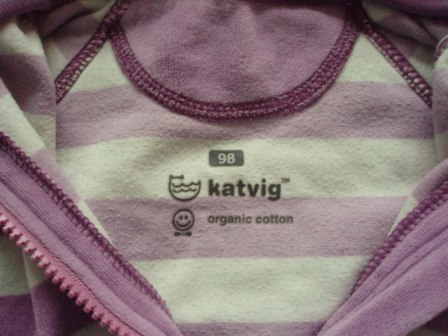 98
katvig™
organic cotton